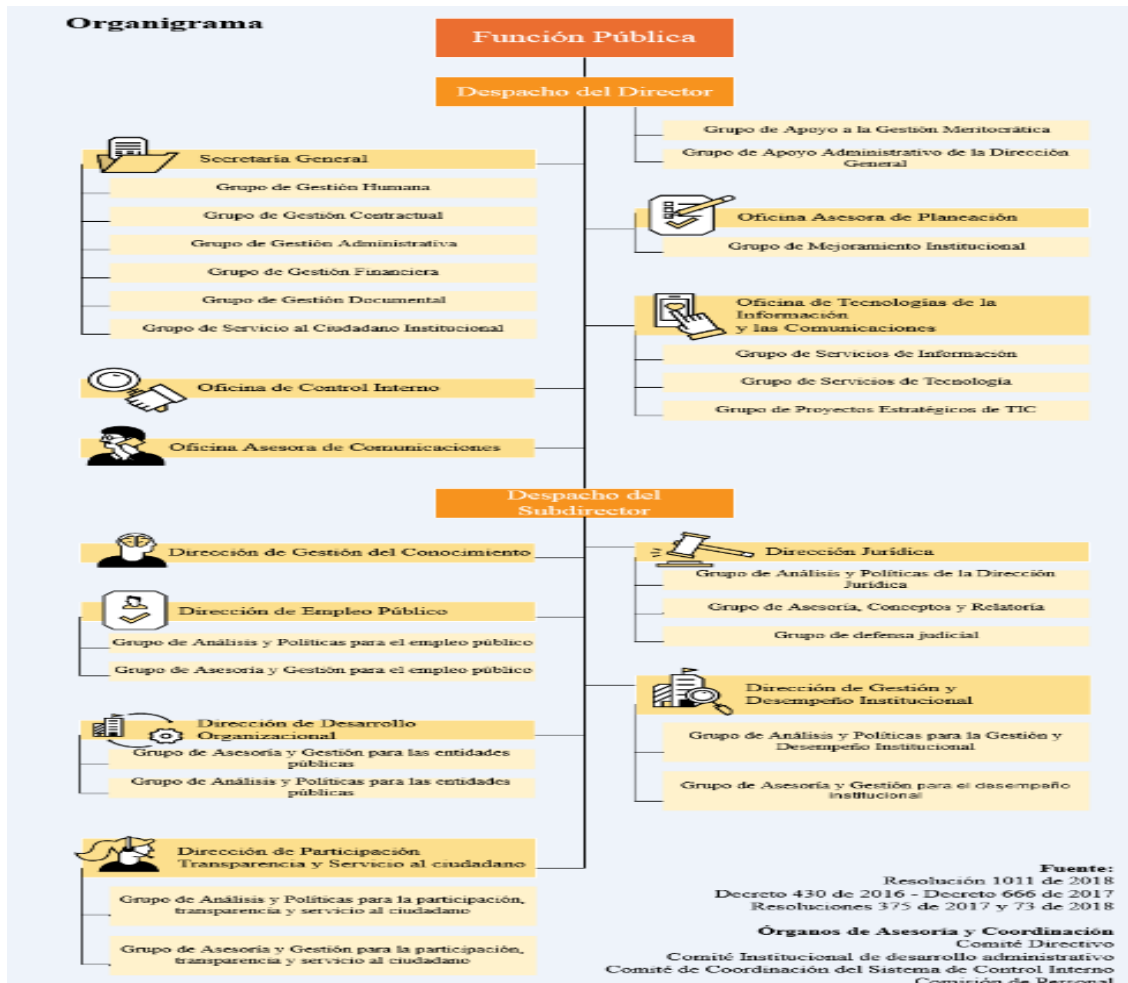 Organigrama
Función Pública
Despacho del Director
Grupo de Apoyo a la Gestión Meritocrática
Grupo de Apoyo Administrativo de la Dirección
General
Secretaría General
Grupo de Gestión Humana
Grupo de Gestión Contractual
Grupo de Gestión Administrativa
Grupo de Gestión Financiera
Grupo de Gestión Documental
Grupo de Servicio al Ciudadano Institucional
Oficina Asesora de Planeación
Grupo de Mejoramiento Institucional
Oficina de Tecnologías de la
Información
y las Comunicaciones
Grupo de Servicios de Información
Grupo de Servicios de Tecnología
Grupo de Proyectos Estratégicos de TIC
Oficina de Control Interno
Oficina Asesora de Comunicaciones
Despacho del
Subdirector
Dirección de Gestión del Conocimiento
Dirección de Empleo Público
Grupo de Análisis y Políticas para el empleo público
Grupo de Asesoría y Gestión para el empleo público
Dirección de Desarrollo
Organizacional
Grupo de Asesoría y Gestión para las entidades
públicas
Grupo de Análisis y Políticas para las entidades
públicas
Dirección de Participación
Transparencia y Servicio al ciudadano
Grupo de Análisis y Políticas para la participación,
transparencia y servicio al ciudadano
Grupo de Asesoría y Gestión para la participación,
transparencia y servicio al ciudadano
Dirección Jurídica
Grupo de Análisis y Políticas de la Dirección
Jurídica
Grupo de Asesoría, Conceptos y Relatoría
Grupo de defensa judicial
Dirección de Gestión y
Desempeño Institucional
Grupo de Análisis y Políticas para la Gestión y
Desempeño Institucional
Grupo de Asesoría y Gestión para el desempeño
institucional
Fuente:
Resolución 1011 de 2018
Decreto 430 de 2016 - Decreto 666 de 2017
Resoluciones 375 de 2017 y 73 de 2018
Órganos de Asesoría y Coordinación
Comité Directivo
Comité Institucional de desarrollo administrativo
Comité de Coordinación del Sistema de Control Interno
Comisión de Personal